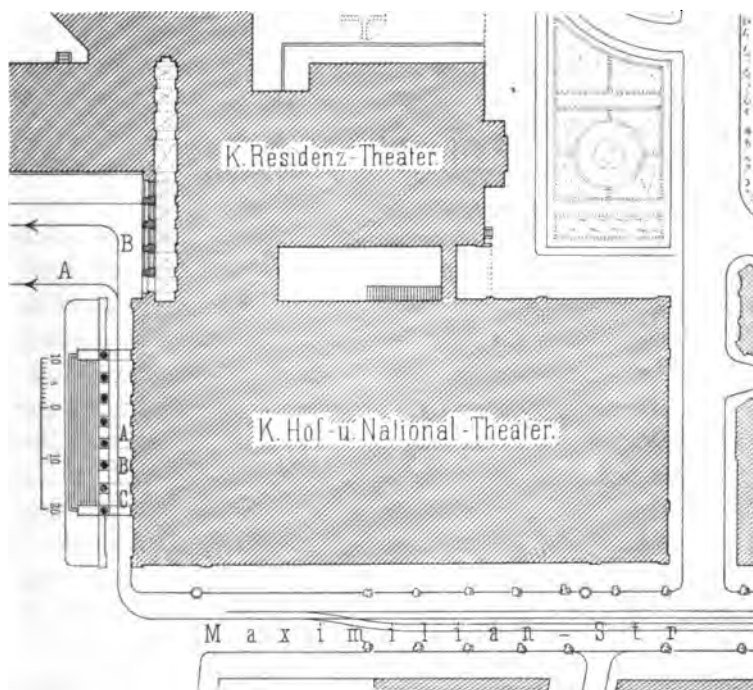 K. Residenz-Theater.
B
A
10
5
0
10
20
A
B
C
K. Hof- u. National-Theater.
Maximilian-Str